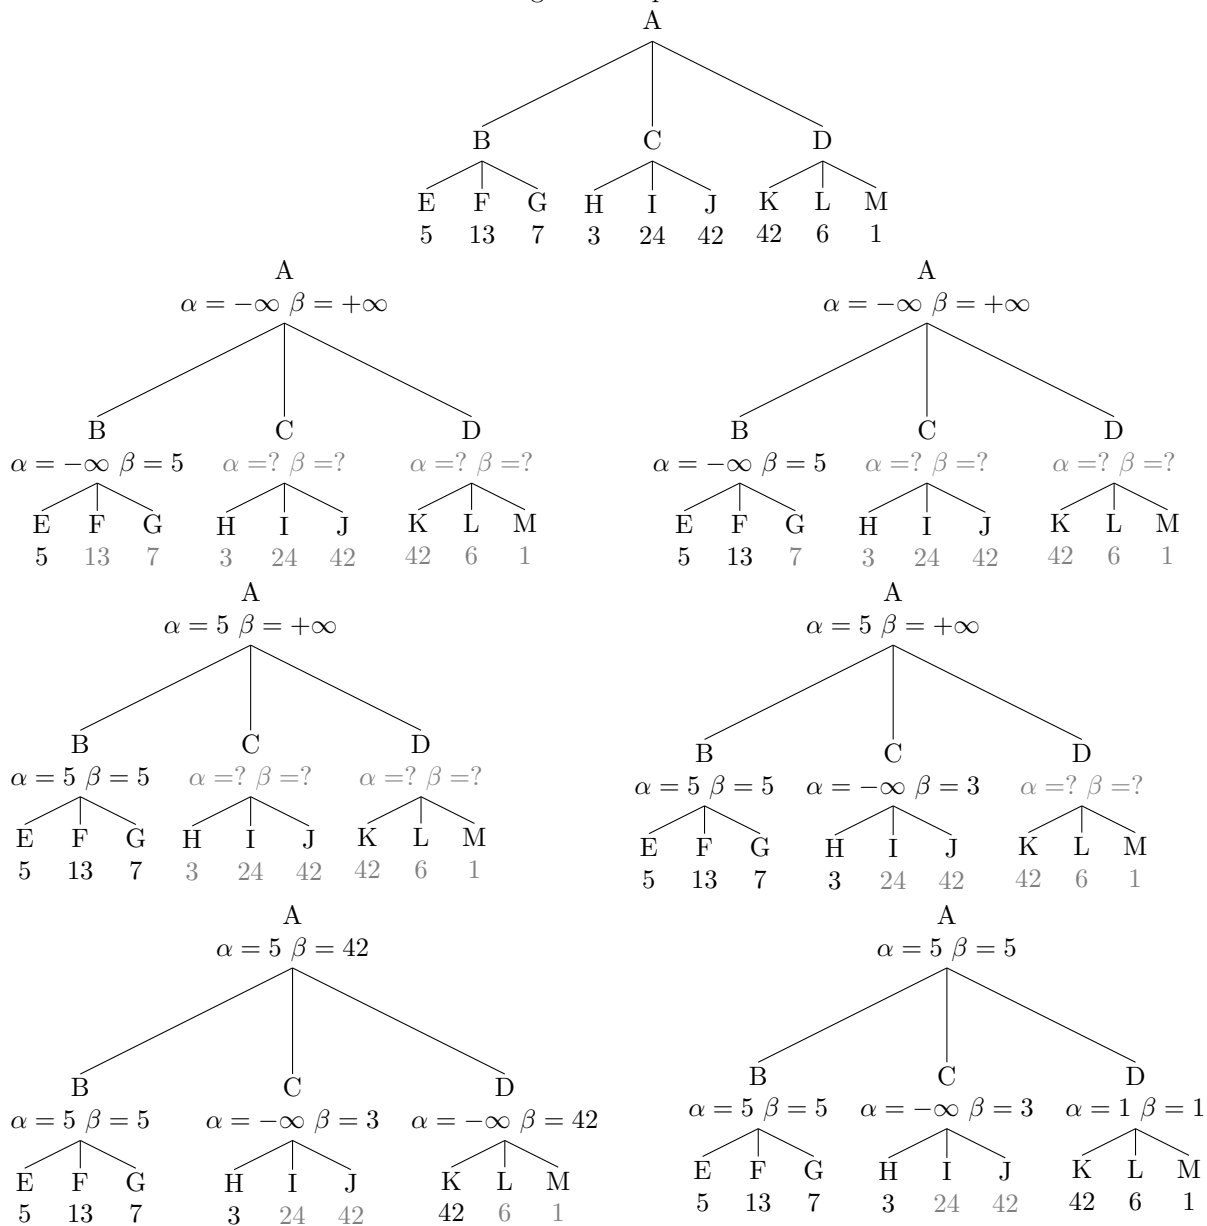 A
B C D
E F G H I J K L M
5 13 7 3 24 42 42 6 1
A
α = −∞ β = +∞
B C D
α = −∞ β = 5 α =? β =? α =? β =?
E F G H I J K L M
5 13 7 3 24 42 42 6 1
A
α = −∞ β = +∞
B C D
α = −∞ β = 5 α =? β =? α =? β =?
E F G H I J K L M
5 13 7 3 24 42 42 6 1
A
α = 5 β = +∞
B C D
α = 5 β = 5 α =? β =? α =? β =?
E F G H I J K L M
5 13 7 3 24 42 42 6 1
A
α = 5 β = +∞
B C D
α = 5 β = 5 α = −∞ β = 3 α =? β =?
E F G H I J K L M
5 13 7 3 24 42 42 6 1
A
α = 5 β = 42
B C D
α = 5 β = 5 α = −∞ β = 3 α = −∞ β = 42
E F G H I J K L M
5 13 7 3 24 42 42 6 1
A
α = 5 β = 5
B C D
α = 5 β = 5 α = −∞ β = 3 α = 1 β = 1
E F G H I J K L M
5 13 7 3 24 42 42 6 1